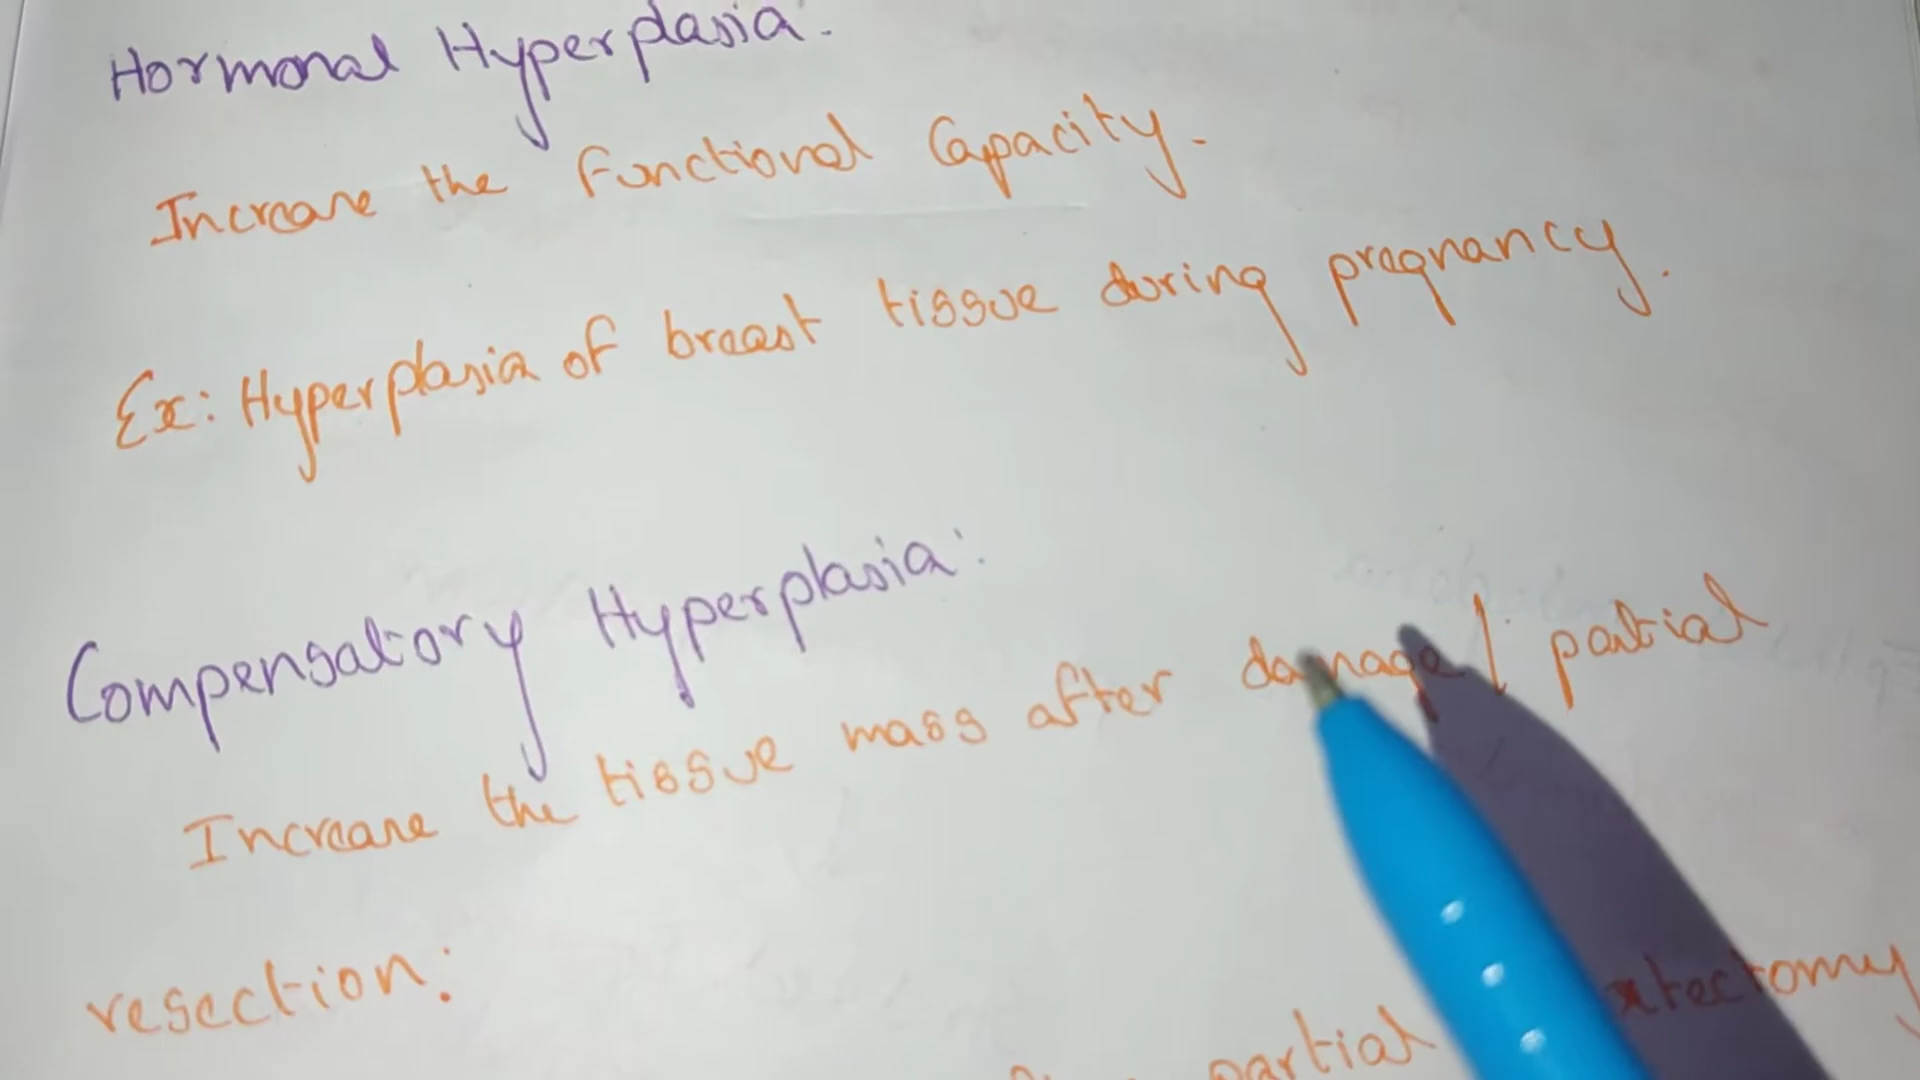 Hormonal Hyperplasia:
Increase the functional Capacity.
Ex: Hyperplasia of breast tissue during pregnancy.
Compensatory Hyperplasia:
Increase the tissue mass after damage / partial
resection:
partial